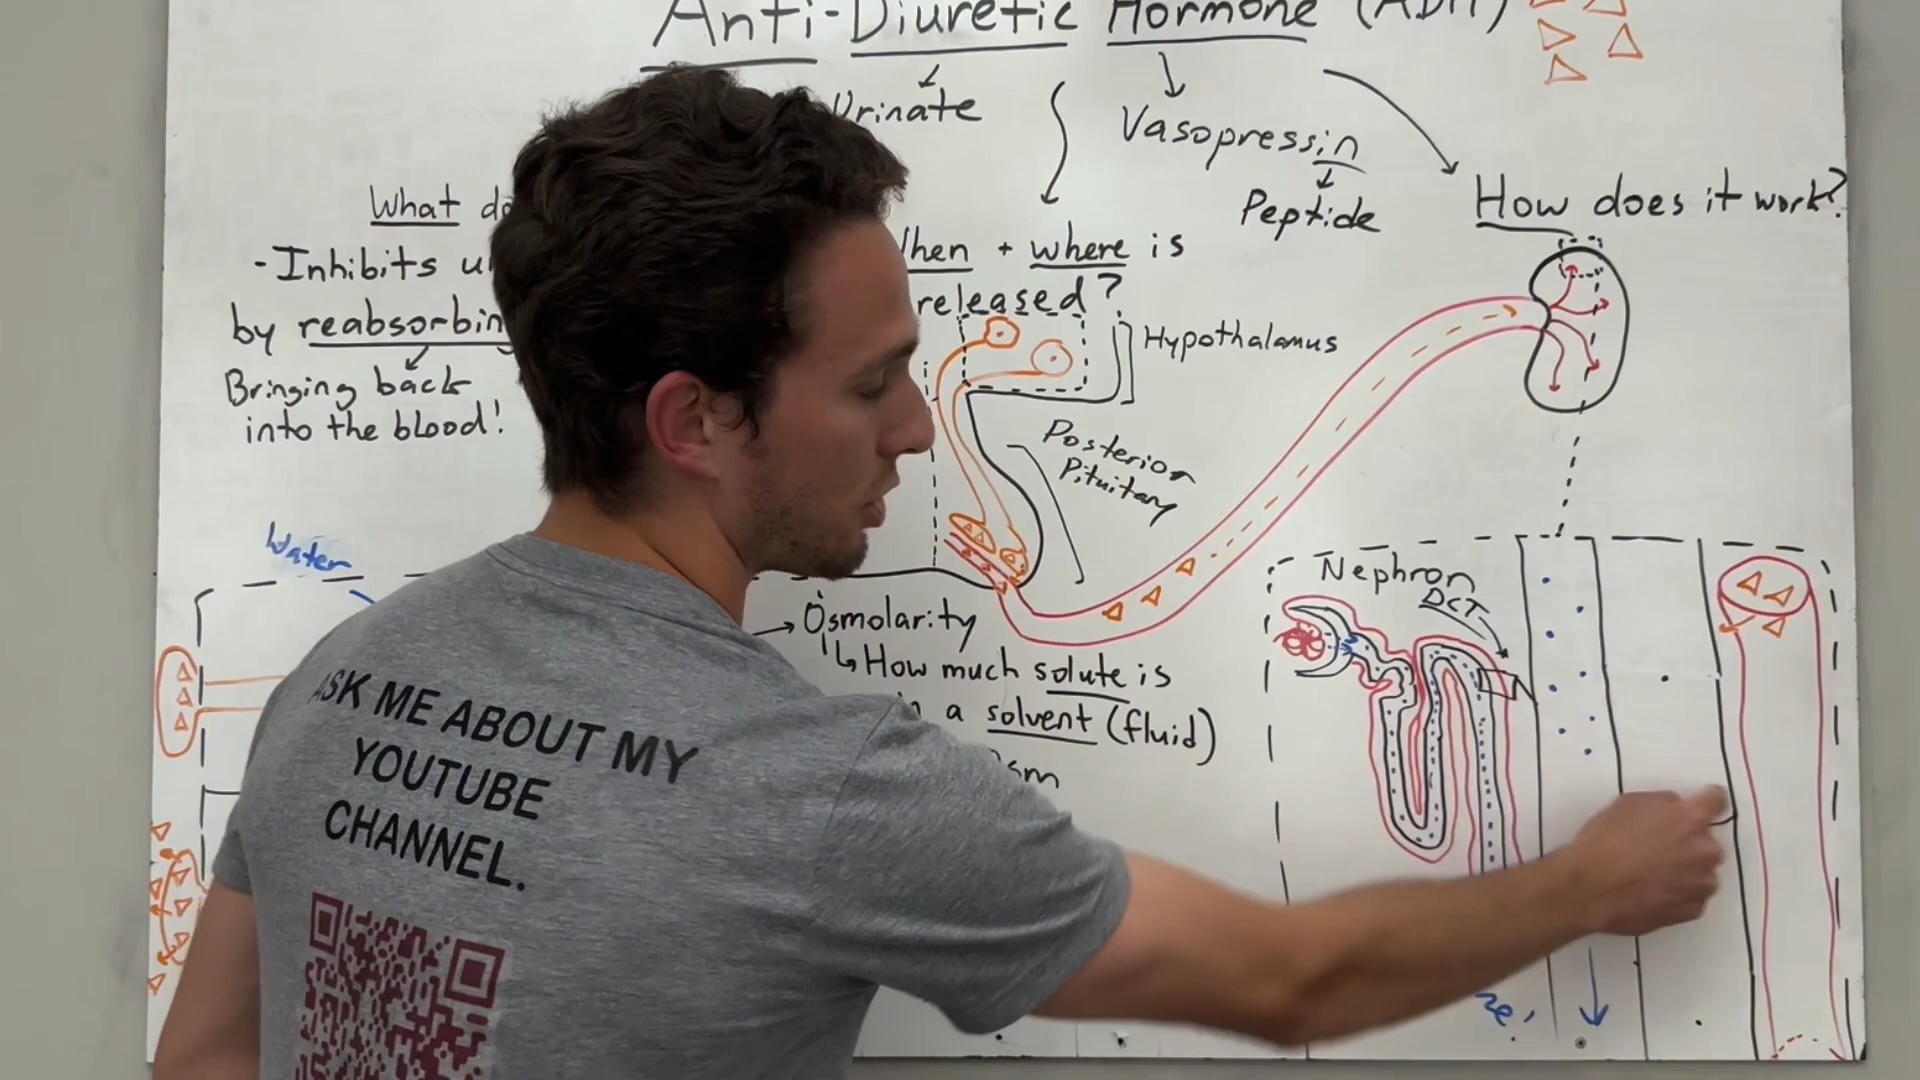 Anti-Diuretic Hormone (ADH)
Urinate
Vasopressin
Peptide
How does it work?
What
-Inhibits
by reabsorbin
Bringing back
into the blood!
+ where is
released?
Hypothalamus
Posterior
Pituitary
Water
Osmolarity
How much solute is
a solvent (fluid)
Nephron
DCT
ASK ME ABOUT MY
YOUTUBE
CHANNEL.